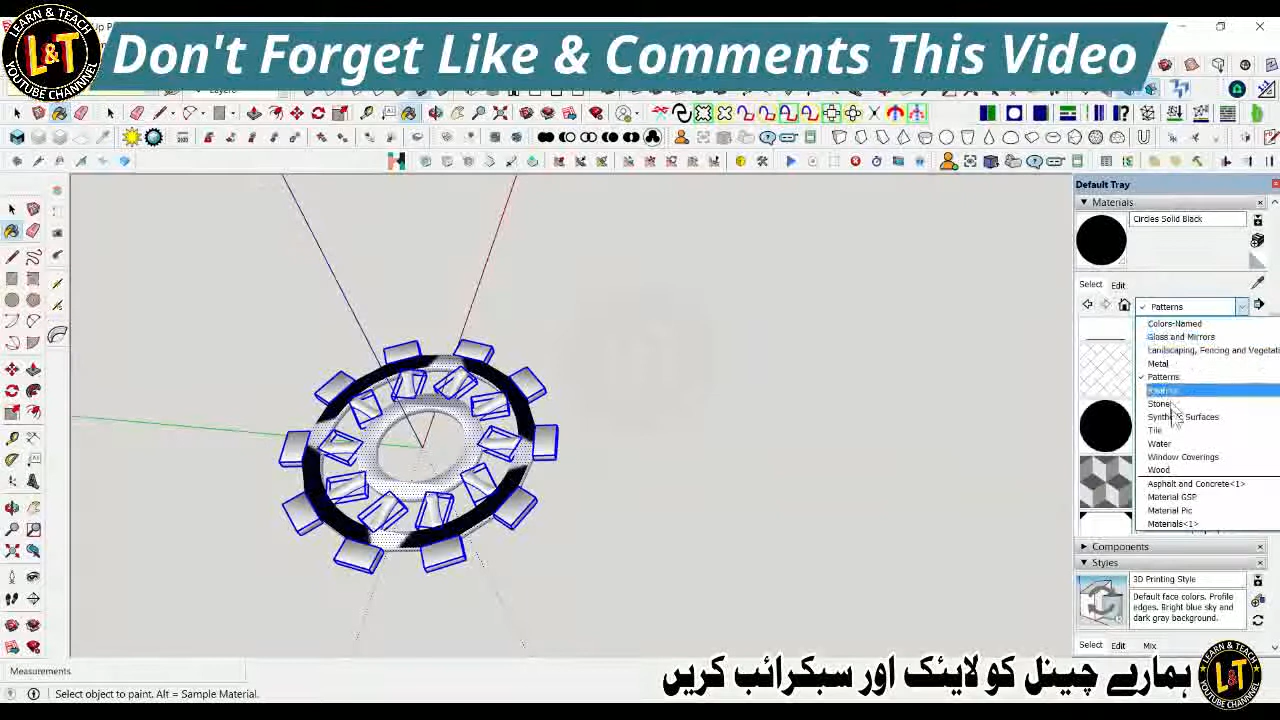 LEARN & TEACH
L&T
YOUTUBE CHANNEL
Don't Forget Like & Comments This Video
Default Tray
Materials
Circles Solid Black
Select
Edit
Patterns
Colors-Named
Glass and Mirrors
Landscaping, Fencing and Vegetati
Metal
Patterns
Stone
Surfaces
Tile
Water
Window Coverings
Wood
Asphalt and Concrete<1>
Material GSP
Material Pic
Materials<1>
Components
Styles
3D Printing Style
Default face colors. Profile
edges. Bright blue sky and
dark gray background.
Select
Edit
Mix
Measurements
Select object to paint. Alt = Sample Material.
ہمارے چینل کو لائیک اور سبکرائب کریں
LEARN & TEACH
L&T
YOUTUBE CHANNEL